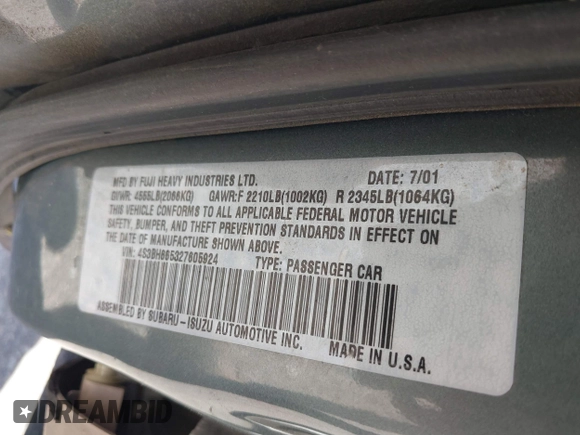 MFD BY FUJI HEAVY INDUSTRIES LTD. DATE: 7/01
GVWR: 4555LB(2066KG) GAWR:F 2210LB(1002KG) R 2345LB(1064KG)
THIS VEHICLE CONFORMS TO ALL APPLICABLE FEDERAL MOTOR VEHICLE
SAFETY, BUMPER, AND THEFT PREVENTION STANDARDS IN EFFECT ON
THE DATE OF MANUFACTURE SHOWN ABOVE.
VIN: 4S3BH665327605924 TYPE: PASSENGER CAR
ASSEMBLED BY SUBARU-ISUZU AUTOMOTIVE INC.
MADE IN U.S.A.
DREAMBID